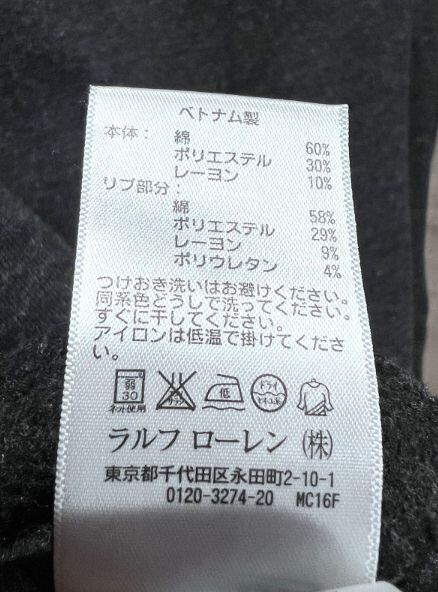 ベトナム製
本体： 綿 60%
ポリエステル 30%
レーヨン 10%
リブ部分：
綿 58%
ポリエステル 29%
レーヨン 9%
ポリウレタン 4%
つけおき洗いはお避けください。
同系色どうしで洗ってください。
すぐに干してください。
アイロンは低温で掛けてくださ
い。
弱 30 低 ドライ
ネット使用
ラルフ ローレン (株)
東京都千代田区永田町2-10-1
0120-3274-20 MC16F